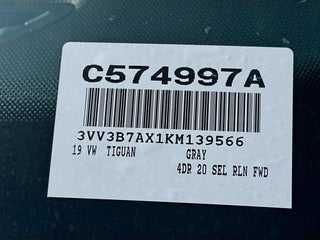 C574997A
3VV3B7AX1KM139566
19 VW TIGUAN GRAY
4DR 20 SEL RLN FWD